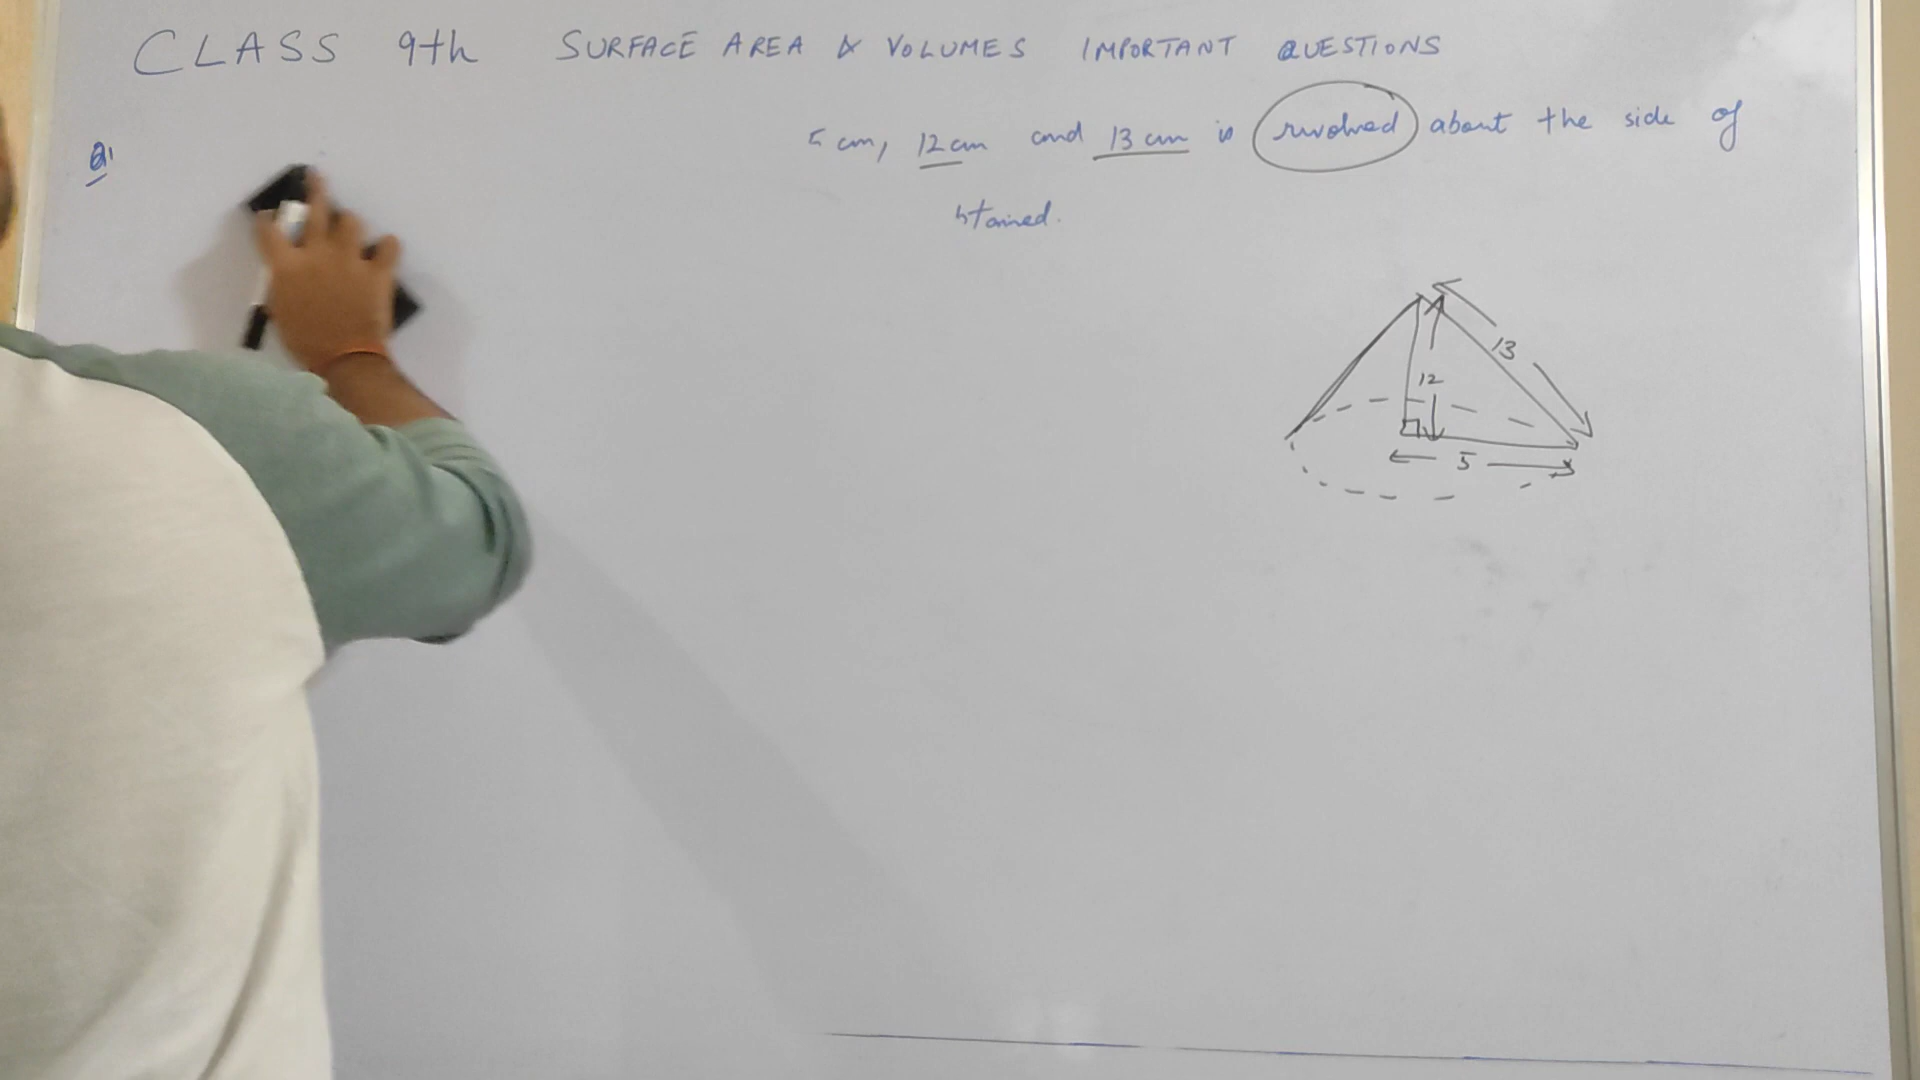 CLASS 9th SURFACE AREA & VOLUMES IMPORTANT QUESTIONS
Q1 5 cm, 12 cm and 13 cm is revolved about the side of
btained.
13
12
5